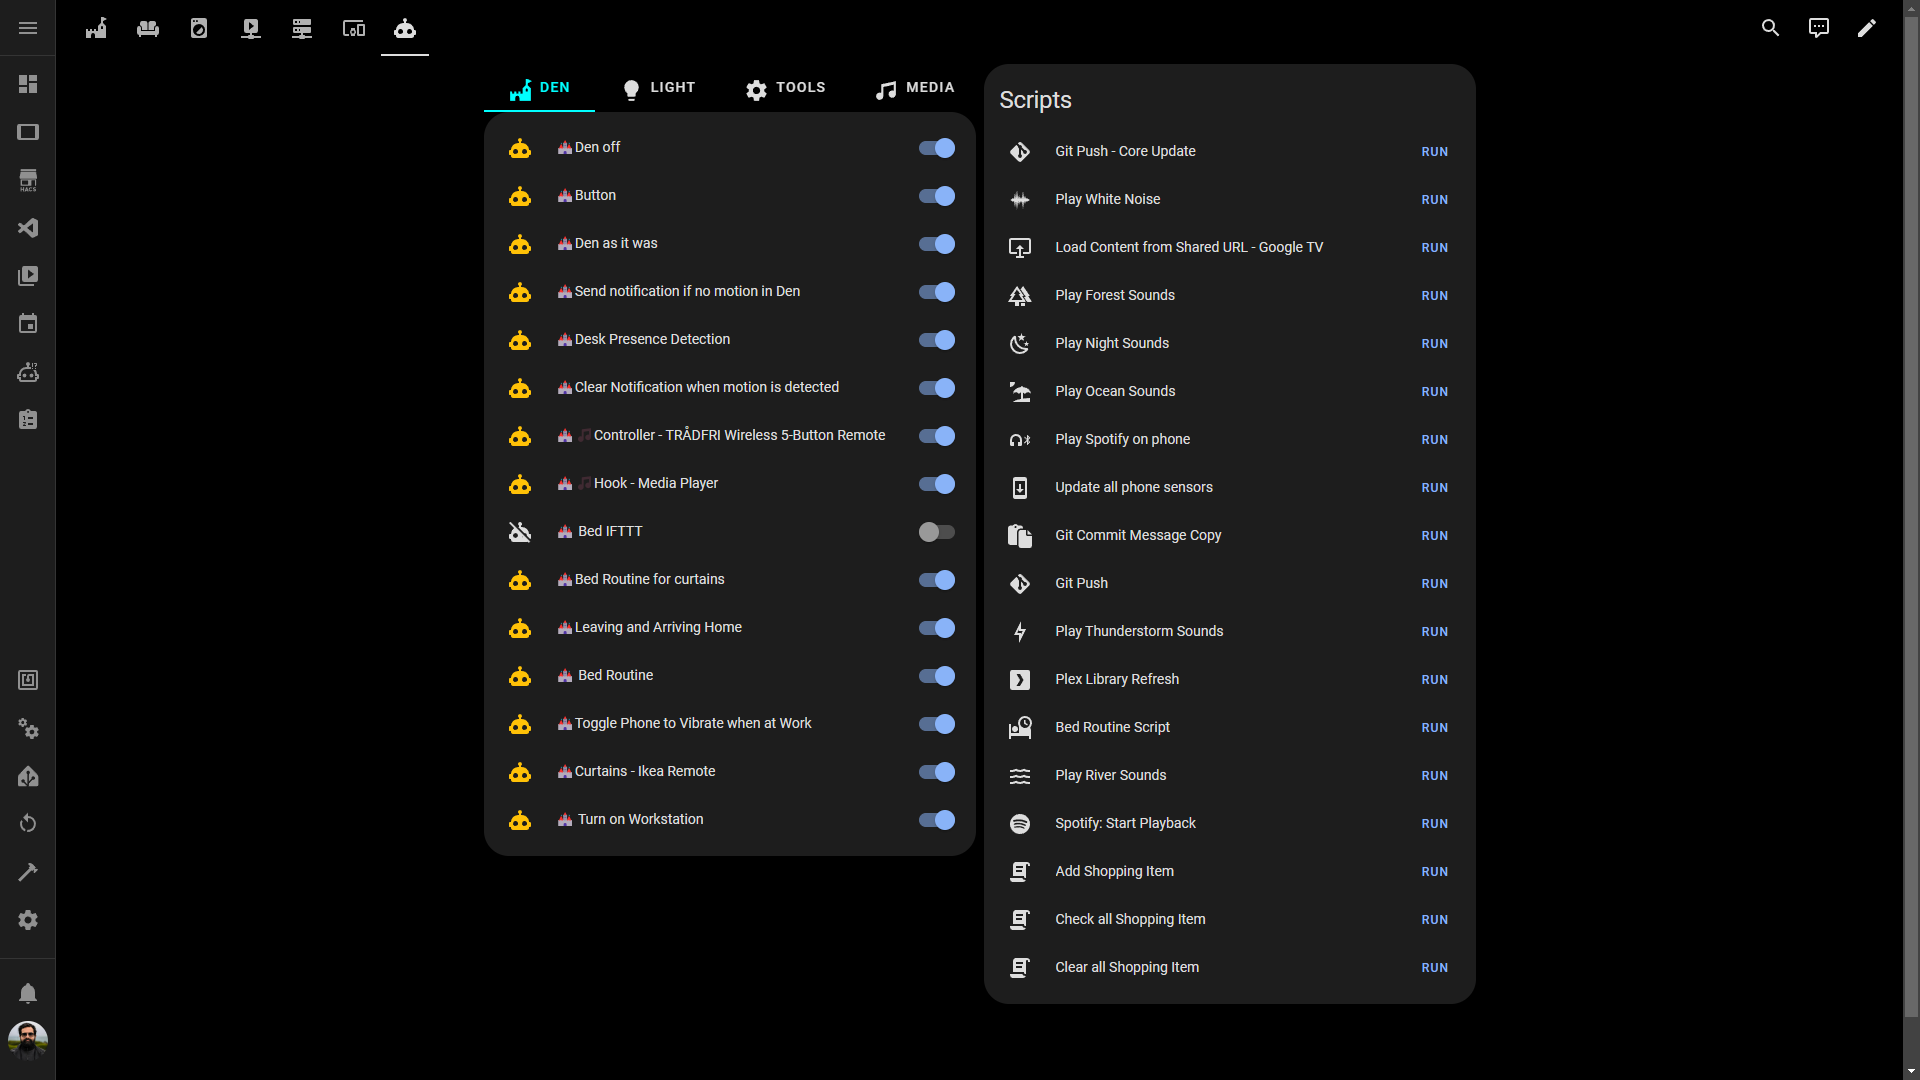 DEN LIGHT TOOLS MEDIA
Den off
Button
Den as it was
Send notification if no motion in Den
Desk Presence Detection
Clear Notification when motion is detected
Controller - TRÅDFRI Wireless 5-Button Remote
Hook - Media Player
Bed IFTTT
Bed Routine for curtains
Leaving and Arriving Home
Bed Routine
Toggle Phone to Vibrate when at Work
Curtains - Ikea Remote
Turn on Workstation
Scripts
Git Push - Core Update RUN
Play White Noise RUN
Load Content from Shared URL - Google TV RUN
Play Forest Sounds RUN
Play Night Sounds RUN
Play Ocean Sounds RUN
Play Spotify on phone RUN
Update all phone sensors RUN
Git Commit Message Copy RUN
Git Push RUN
Play Thunderstorm Sounds RUN
Plex Library Refresh RUN
Bed Routine Script RUN
Play River Sounds RUN
Spotify: Start Playback RUN
Add Shopping Item RUN
Check all Shopping Item RUN
Clear all Shopping Item RUN
HACS